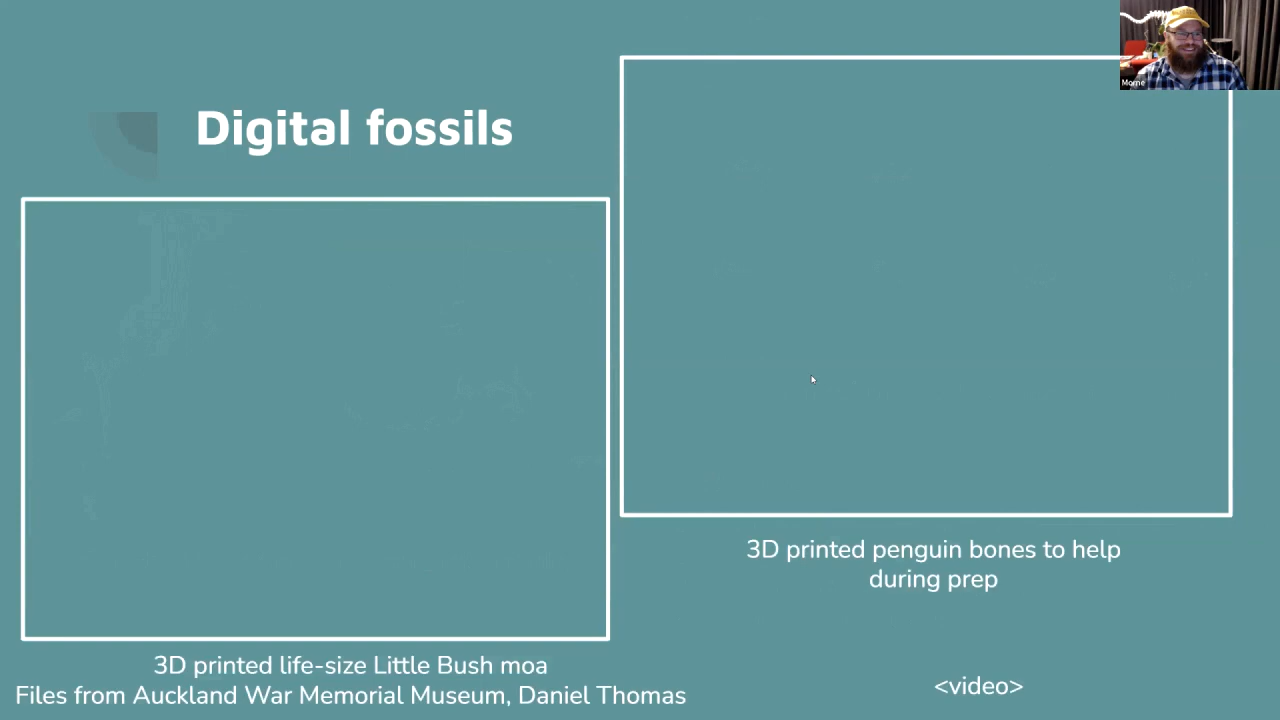 Digital fossils
Morne
3D printed penguin bones to help
during prep
3D printed life-size Little Bush moa
Files from Auckland War Memorial Museum, Daniel Thomas
<video>